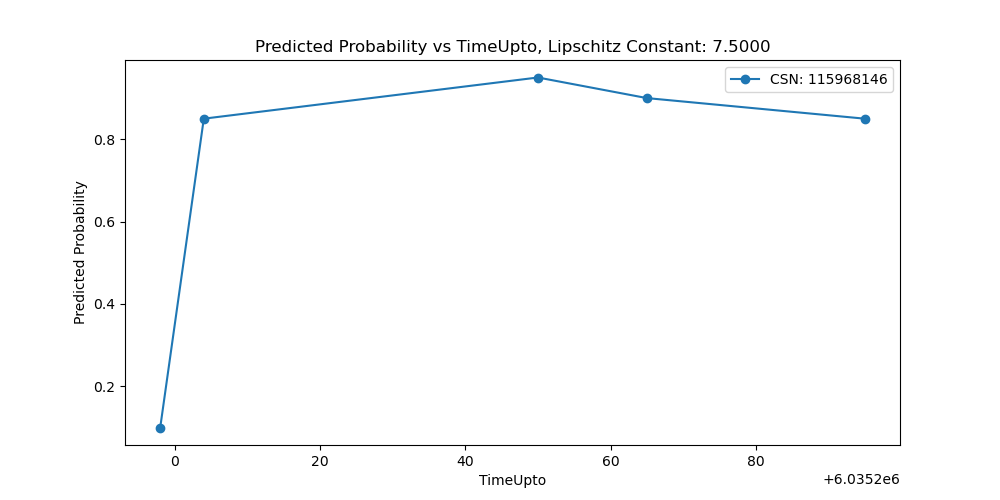 Predicted Probability vs TimeUpto, Lipschitz Constant: 7.5000
CSN: 115968146
Predicted Probability
0.8
0.6
0.4
0.2
0 20 40 60 80
TimeUpto
+6.0352e6